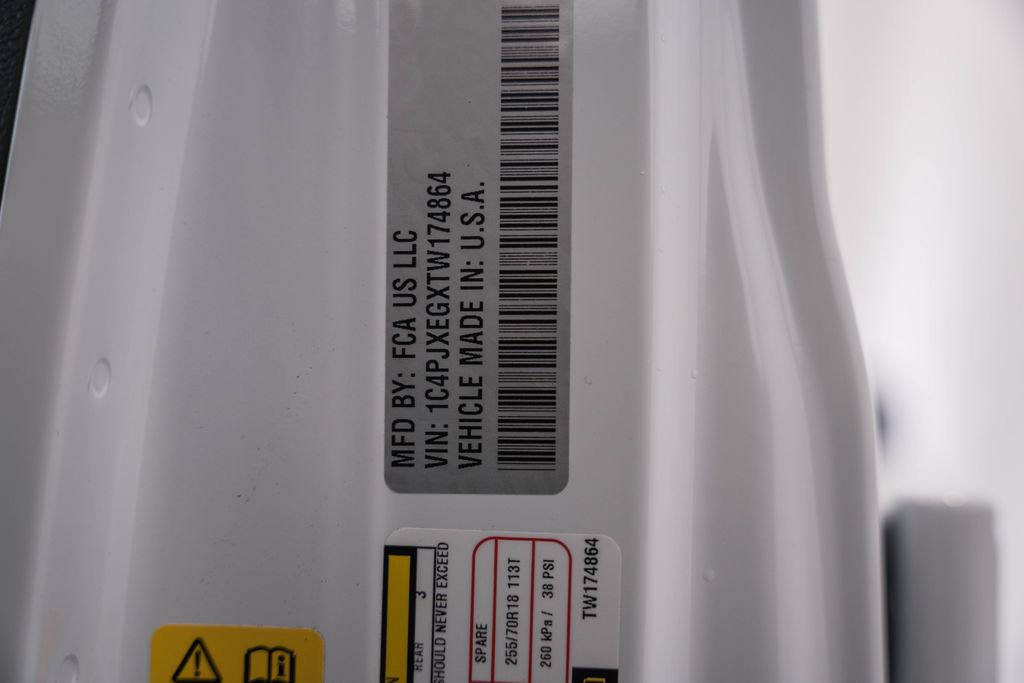 MFD BY: FCA US LLC
VIN: 1C4PJXEGXTW174864
VEHICLE MADE IN: U.S.A.
REAR 3
SHOULD NEVER EXCEED
SPARE
255/70R18 113T
260 kPa / 38 PSI
TW174864